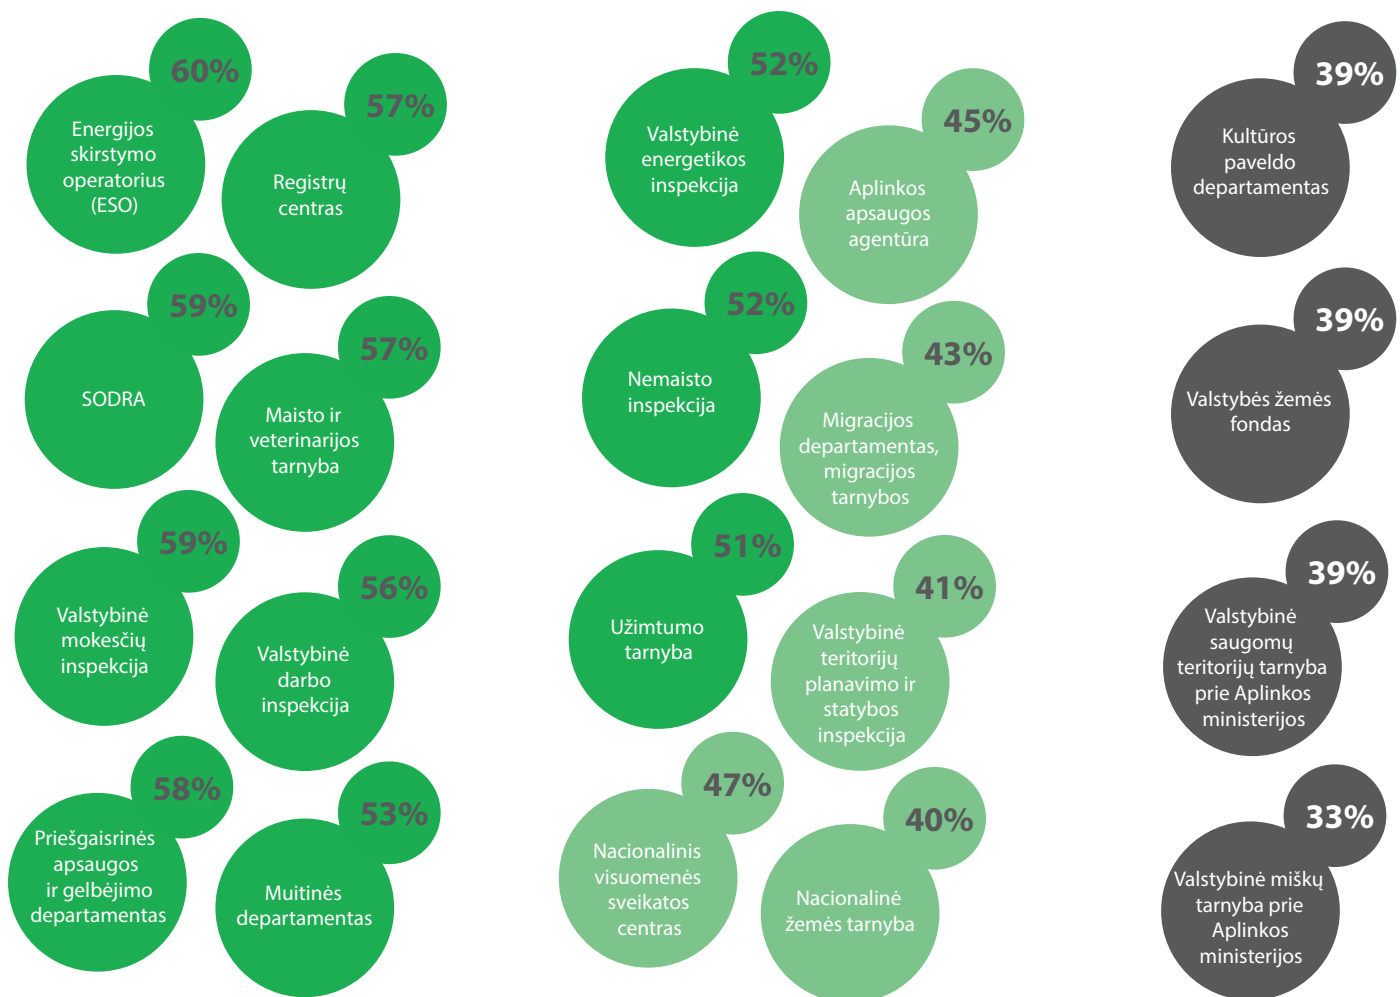 60%
Energijos
skirstymo
operatorius
(ESO)
57%
Registrų
centras
59%
SODRA
57%
Maisto ir
veterinarijos
tarnyba
59%
Valstybinė
mokesčių
inspekcija
56%
Valstybinė
darbo
inspekcija
58%
Priešgaisrinės
apsaugos
ir gelbėjimo
departamentas
53%
Muitinės
departamentas
52%
Valstybinė
energetikos
inspekcija
45%
Aplinkos
apsaugos
agentūra
52%
Nemaisto
inspekcija
43%
Migracijos
departamentas,
migracijos
tarnybos
51%
Užimtumo
tarnyba
41%
Valstybinė
teritorijų
planavimo ir
statybos
inspekcija
47%
Nacionalinis
visuomenės
sveikatos
centras
40%
Nacionalinė
žemės tarnyba
39%
Kultūros
paveldo
departamentas
39%
Valstybės žemės
fondas
39%
Valstybinė
saugomų
teritorijų tarnyba
prie Aplinkos
ministerijos
33%
Valstybinė miškų
tarnyba prie
Aplinkos
ministerijos